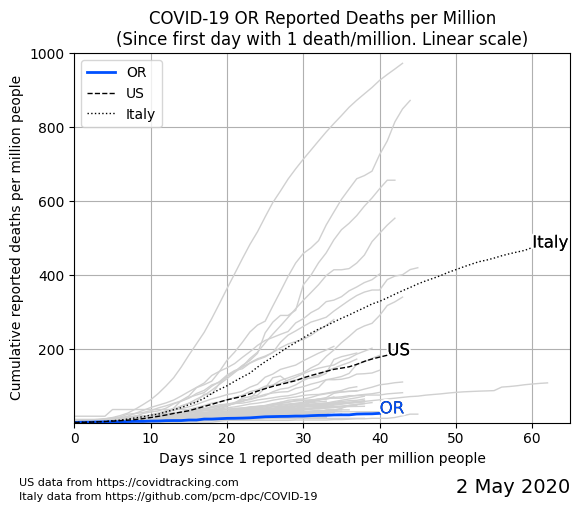 COVID-19 OR Reported Deaths per Million
(Since first day with 1 death/million. Linear scale)
Cumulative reported deaths per million people
1000
800
600
400
200
OR
US
Italy
Italy
US
OR
0 10 20 30 40 50 60
Days since 1 reported death per million people
US data from https://covidtracking.com
Italy data from https://github.com/pcm-dpc/COVID-19
2 May 2020